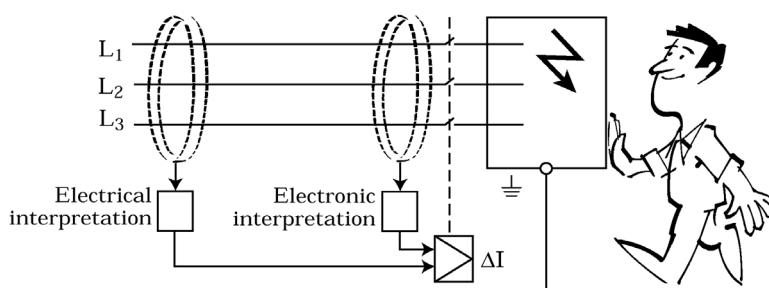 L1
L2
L3
Electrical
interpretation
Electronic
interpretation
ΔI